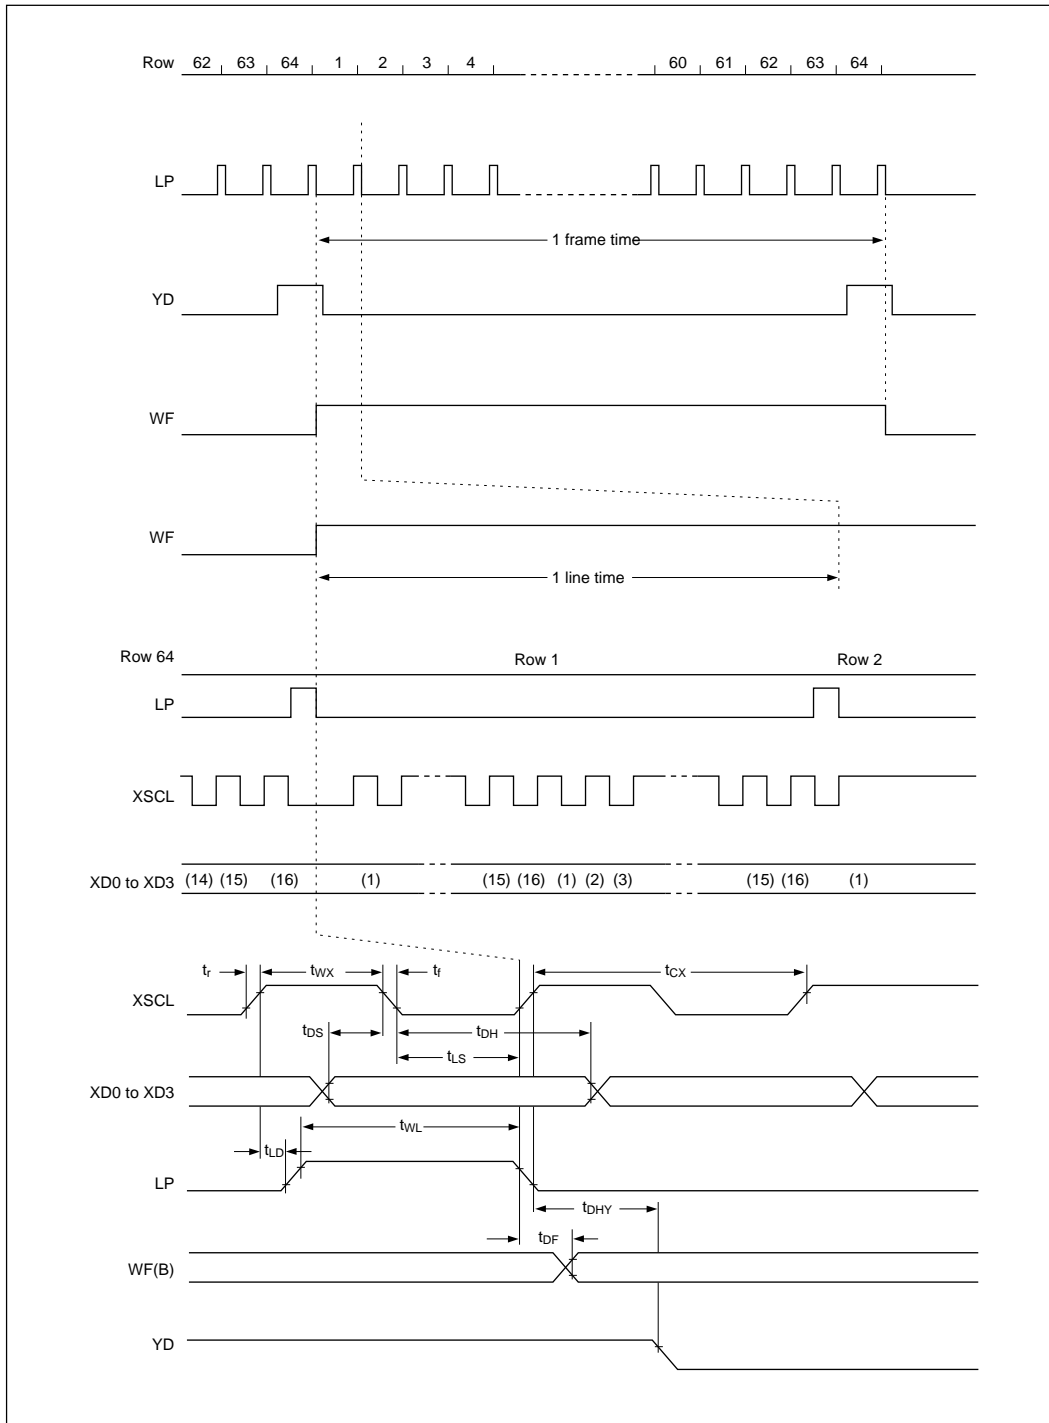 Row 62 63 64 1 2 3 4 60 61 62 63 64
LP
1 frame time
YD
WF
WF
1 line time
Row 64 Row 1 Row 2
LP
XSCL
XD0 to XD3 (14) (15) (16) (1) (15) (16) (1) (2) (3) (15) (16) (1)
tr tWX tf tCX
XSCL
tDS tDH
tLS
XD0 to XD3
tWL
tLD
LP
tDHY
tDF
WF(B)
YD